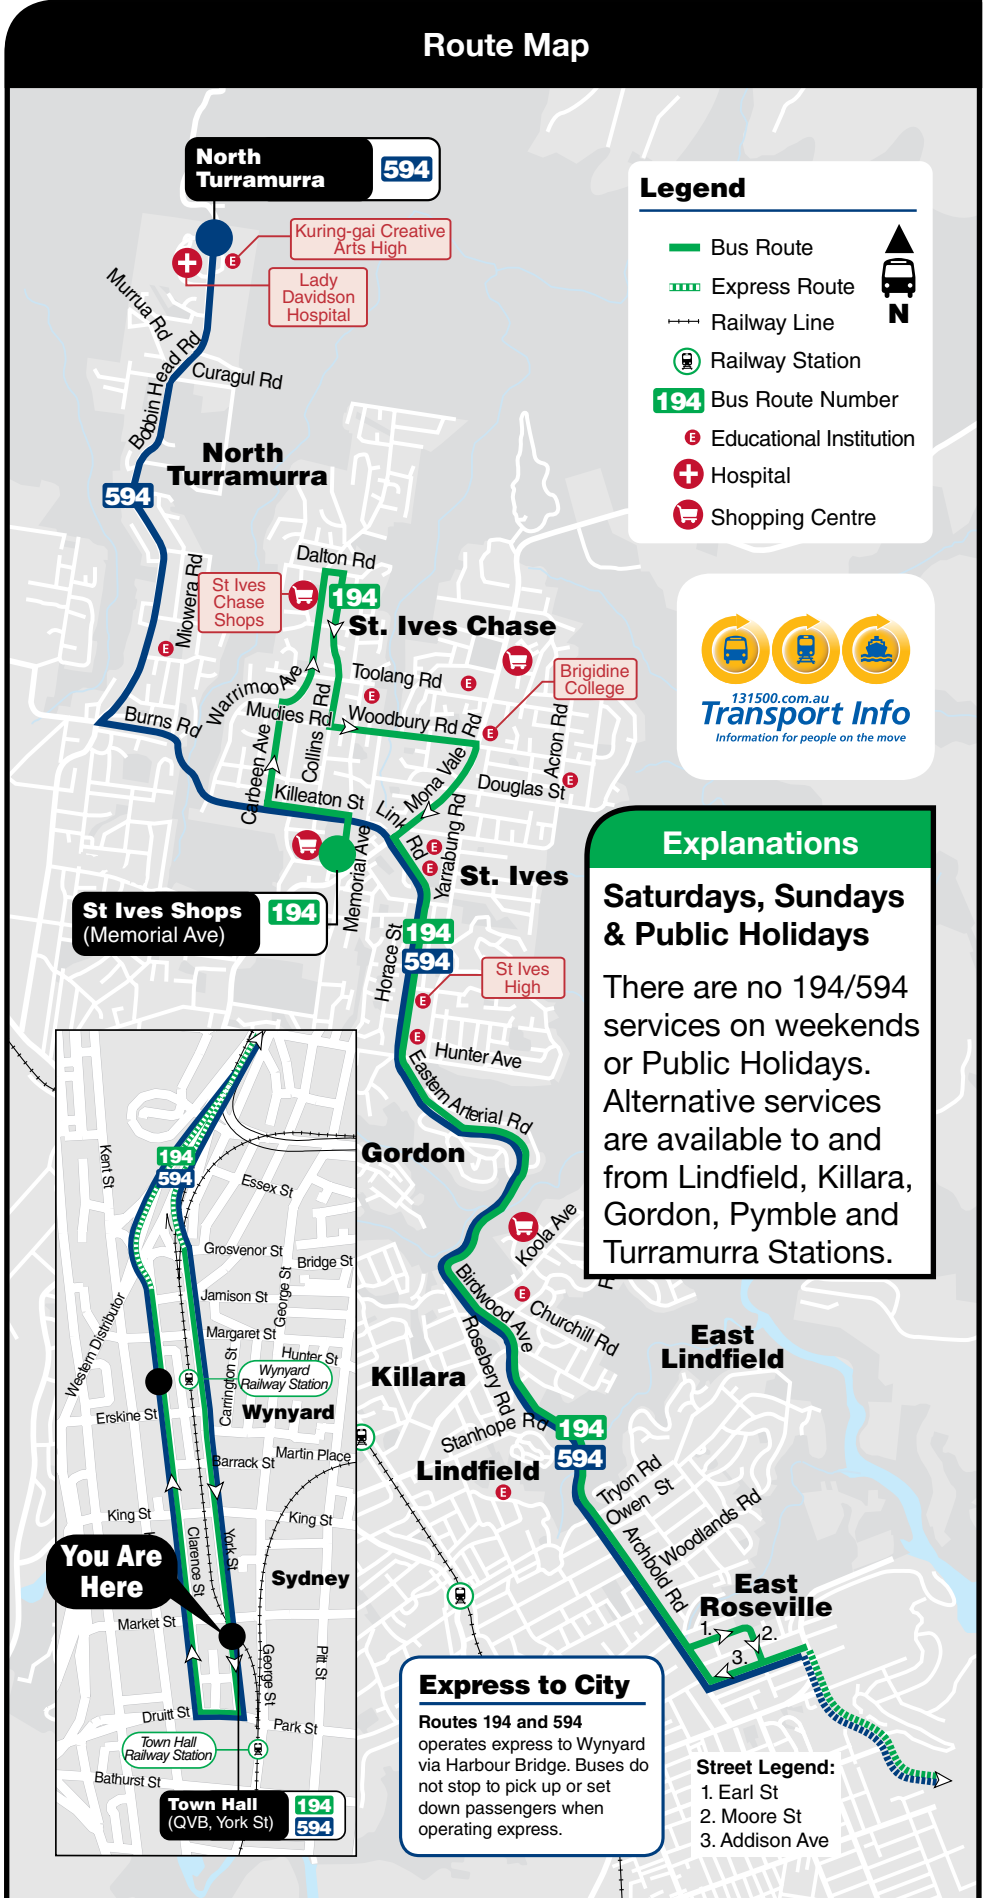 Route Map
North
Turramurra
594
Kuring-gai Creative
Arts High
Lady
Davidson
Hospital
Murrua Rd
Bobbin Head Rd
Curagul Rd
North
Turramurra
594
Legend
Bus Route
Express Route
Railway Line
Railway Station
194 Bus Route Number
E Educational Institution
Hospital
Shopping Centre
N
Dalton Rd
Miowera Rd
St Ives
Chase
Shops
194
St. Ives Chase
Warrimoo Ave
Toolang Rd
Brigidine
College
Burns Rd
Mudies Rd
Collins Rd
Woodbury Rd
Acron Rd
Carbeen Ave
Mona Vale Rd
Douglas St
Killeaton St
Link Rd
Yarrabung Rd
Memorial Ave
St. Ives
St Ives Shops
(Memorial Ave)
194
Horace St
194
594
St Ives
High
Hunter Ave
Eastern Arterial Rd
Gordon
Koola Ave
Birdwood Ave
Churchill Rd
Rosebery Rd
Killara
East
Lindfield
Stanhope Rd
194
594
Lindfield
Tryon Rd
Owen St
Woodlands Rd
Archbold Rd
East
Roseville
1.
2.
3.
131500.com.au
Transport Info
Information for people on the move
Explanations
Saturdays, Sundays
& Public Holidays
There are no 194/594
services on weekends
or Public Holidays.
Alternative services
are available to and
from Lindfield, Killara,
Gordon, Pymble and
Turramurra Stations.
Kent St
194
594
Essex St
Grosvenor St
Bridge St
George St
Jamison St
Western Distributor
Margaret St
Hunter St
Carrington St
Wynyard
Railway Station
Wynyard
Erskine St
Martin Place
Barrack St
King St
King St
Clarence St
York St
You Are
Here
Sydney
Market St
George St
Pitt St
Druitt St
Park St
Town Hall
Railway Station
Bathurst St
Town Hall
(QVB, York St)
194
594
Express to City
Routes 194 and 594
operates express to Wynyard
via Harbour Bridge. Buses do
not stop to pick up or set
down passengers when
operating express.
Street Legend:
1. Earl St
2. Moore St
3. Addison Ave